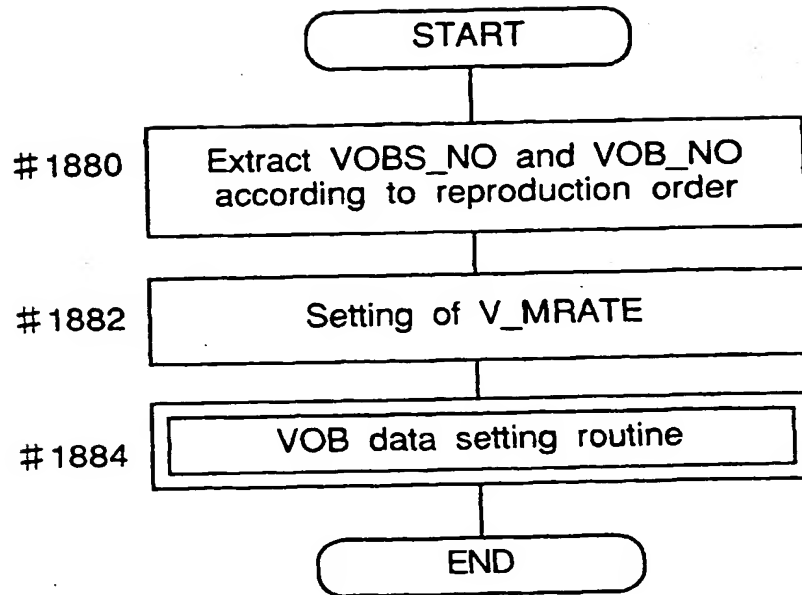 START
#1880
Extract VOBS_NO and VOB_NO
according to reproduction order
#1882
Setting of V_MRATE
#1884
VOB data setting routine
END